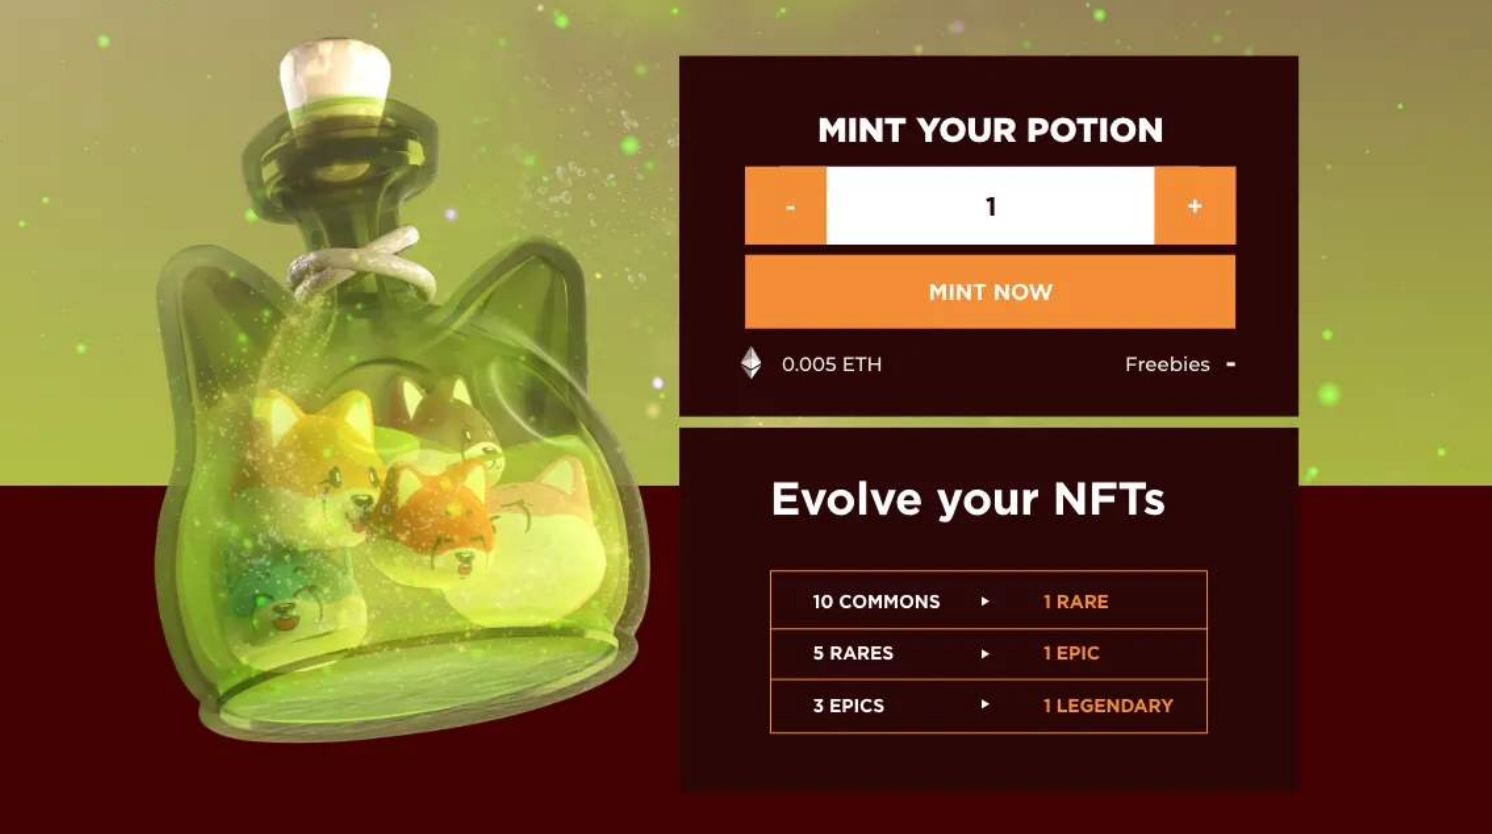 MINT YOUR POTION
- 1 +
MINT NOW
0.005 ETH Freebies -
Evolve your NFTs
10 COMMONS ▸ 1 RARE
5 RARES ▸ 1 EPIC
3 EPICS ▸ 1 LEGENDARY